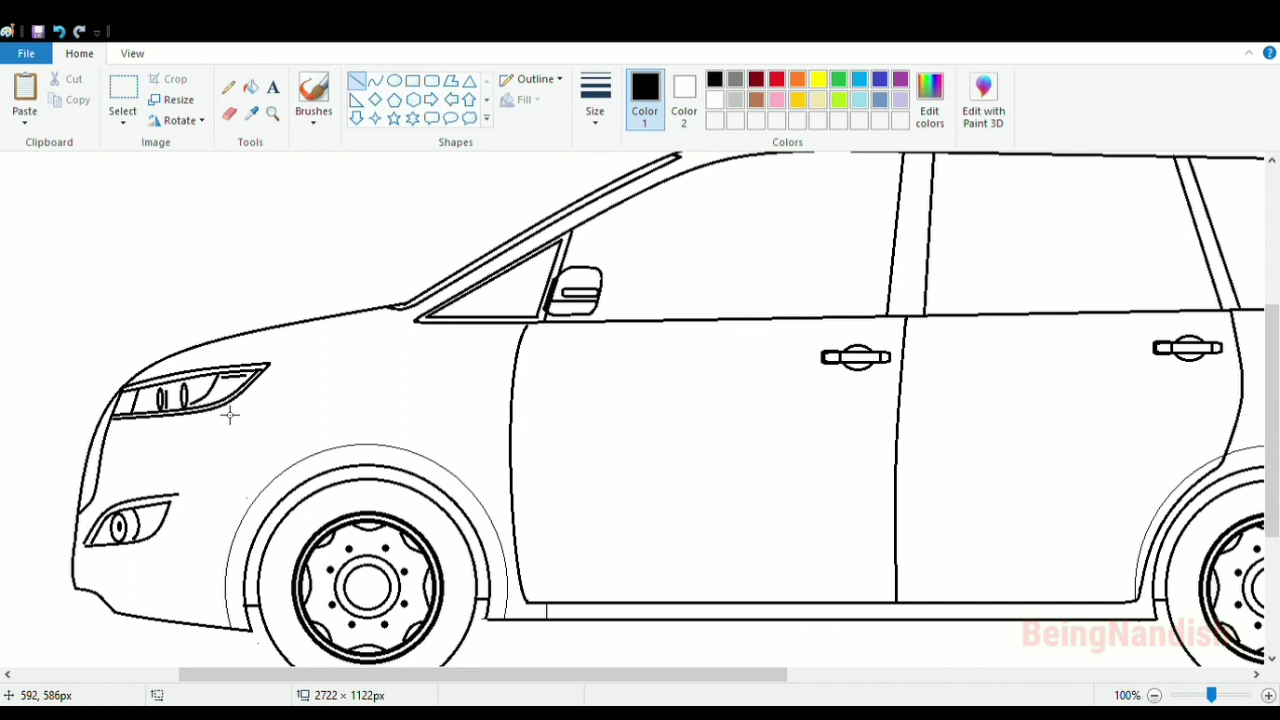 File Home View
Paste
Cut
Copy
Clipboard
Select
Crop
Resize
Rotate
Image
Tools
Brushes
Shapes
Outline
Fill
Size
Color
1
Color
2
Edit
colors
Colors
Edit with
Paint 3D
BeingNandish
592, 586px
2722 × 1122px
100%